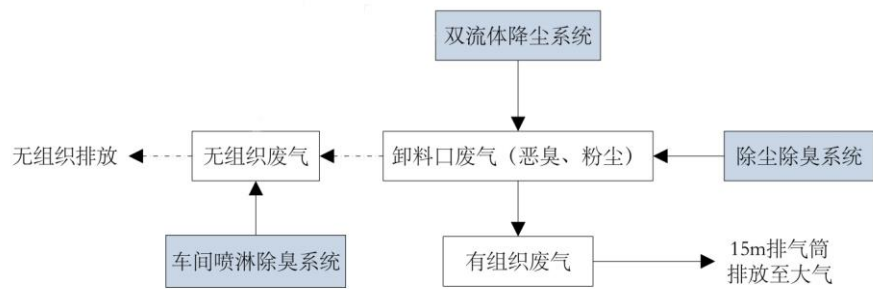 双流体降尘系统
无组织排放
无组织废气
卸料口废气（恶臭、粉尘）
除尘除臭系统
车间喷淋除臭系统
有组织废气
15m排气筒
排放至大气